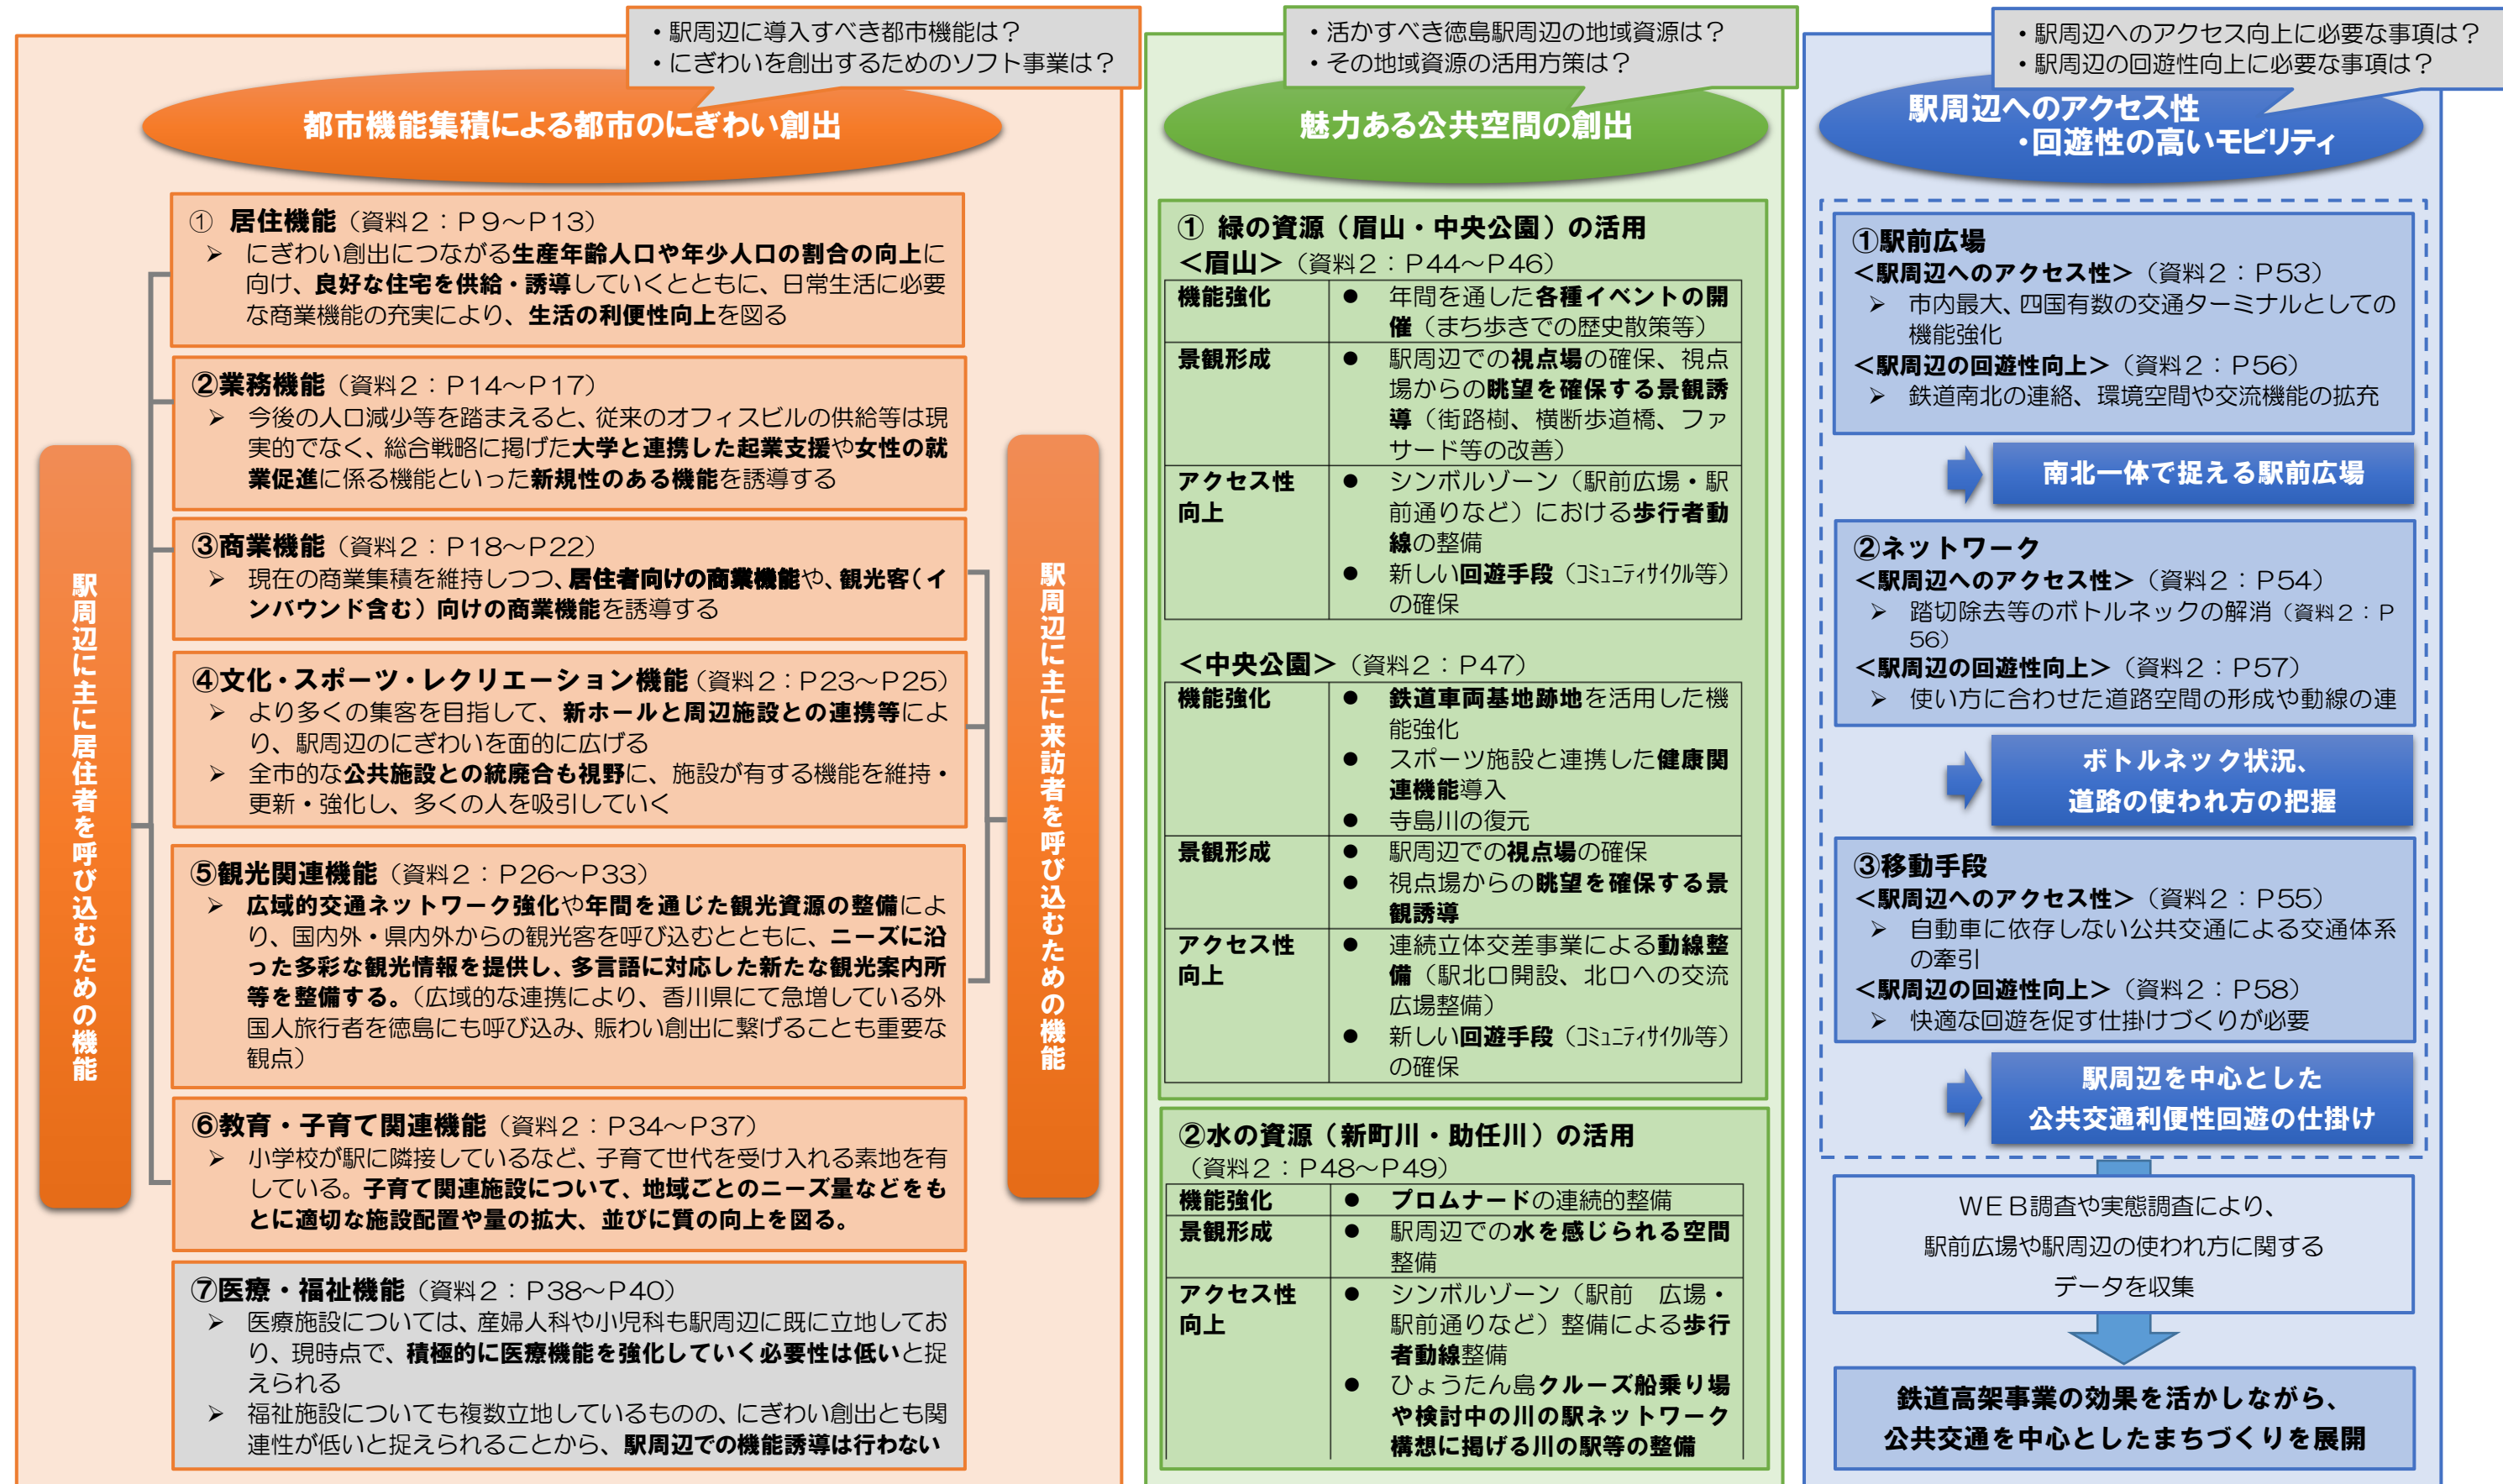 ・駅周辺に導入すべき都市機能は？
・にぎわいを創出するためのソフト事業は？
都市機能集積による都市のにぎわい創出
駅周辺に主に居住者を呼び込むための機能
① 居住機能（資料２：Ｐ９～Ｐ13）
➢ にぎわい創出につながる生産年齢人口や年少人口の割合の向上に
向け、良好な住宅を供給・誘導していくとともに、日常生活に必要
な商業機能の充実により、生活の利便性向上を図る
②業務機能（資料２：Ｐ14～Ｐ17）
➢ 今後の人口減少等を踏まえると、従来のオフィスビルの供給等は現
実的でなく、総合戦略に掲げた大学と連携した起業支援や女性の就
業促進に係る機能といった新規性のある機能を誘導する
③商業機能（資料２：Ｐ18～Ｐ22）
➢ 現在の商業集積を維持しつつ、居住者向けの商業機能や、観光客（イ
ンバウンド含む）向けの商業機能を誘導する
④文化・スポーツ・レクリエーション機能（資料２：Ｐ23～Ｐ25）
➢ より多くの集客を目指して、新ホールと周辺施設との連携等によ
り、駅周辺のにぎわいを面的に広げる
➢ 全市的な公共施設との統廃合も視野に、施設が有する機能を維持・
更新・強化し、多くの人を吸引していく
⑤観光関連機能（資料２：Ｐ26～Ｐ33）
➢ 広域的交通ネットワーク強化や年間を通じた観光資源の整備によ
り、国内外・県内外からの観光客を呼び込むとともに、ニーズに沿
った多彩な観光情報を提供し、多言語に対応した新たな観光案内所
等を整備する。（広域的な連携により、香川県にて急増している外
国人旅行者を徳島にも呼び込み、賑わい創出に繋げることも重要な
観点）
⑥教育・子育て関連機能（資料２：Ｐ34～Ｐ37）
➢ 小学校が駅に隣接しているなど、子育て世代を受け入れる素地を有
している。子育て関連施設について、地域ごとのニーズ量などをも
とに適切な施設配置や量の拡大、並びに質の向上を図る。
⑦医療・福祉機能（資料２：Ｐ38～Ｐ40）
➢ 医療施設については、産婦人科や小児科も駅周辺に既に立地してお
り、現時点で、積極的に医療機能を強化していく必要性は低いと捉
えられる
➢ 福祉施設についても複数立地しているものの、にぎわい創出とも関
連性が低いと捉えられることから、駅周辺での機能誘導は行わない
駅周辺に主に来訪者を呼び込むための機能
・活かすべき徳島駅周辺の地域資源は？
・その地域資源の活用方策は？
魅力ある公共空間の創出
① 緑の資源（眉山・中央公園）の活用
＜眉山＞（資料２：Ｐ44～Ｐ46）
機能強化 ● 年間を通した各種イベントの開
催（まち歩きでの歴史散策等）
景観形成 ● 駅周辺での視点場の確保、視点
場からの眺望を確保する景観誘
導（街路樹、横断歩道橋、ファ
サード等の改善）
アクセス性 ● シンボルゾーン（駅前広場・駅
向上 前通りなど）における歩行者動
線の整備
● 新しい回遊手段（ｺﾐｭﾆﾃｨｻｲｸﾙ等）
の確保
＜中央公園＞（資料２：Ｐ47）
機能強化 ● 鉄道車両基地跡地を活用した機
能強化
● スポーツ施設と連携した健康関
連機能導入
● 寺島川の復元
景観形成 ● 駅周辺での視点場の確保
● 視点場からの眺望を確保する景
観誘導
アクセス性 ● 連続立体交差事業による動線整
向上 備（駅北口開設、北口への交流
広場整備）
● 新しい回遊手段（ｺﾐｭﾆﾃｨｻｲｸﾙ等）
の確保
②水の資源（新町川・助任川）の活用
（資料２：Ｐ48～Ｐ49）
機能強化 ● プロムナードの連続的整備
景観形成 ● 駅周辺での水を感じられる空間
整備
アクセス性 ● シンボルゾーン（駅前　広場・
向上 駅前通りなど）整備による歩行
者動線整備
● ひょうたん島クルーズ船乗り場
や検討中の川の駅ネットワーク
構想に掲げる川の駅等の整備
・駅周辺へのアクセス向上に必要な事項は？
・駅周辺の回遊性向上に必要な事項は？
駅周辺へのアクセス性
・回遊性の高いモビリティ
①駅前広場
＜駅周辺へのアクセス性＞（資料２：Ｐ53）
➢ 市内最大、四国有数の交通ターミナルとしての
機能強化
＜駅周辺の回遊性向上＞（資料２：Ｐ56）
➢ 鉄道南北の連絡、環境空間や交流機能の拡充
南北一体で捉える駅前広場
②ネットワーク
＜駅周辺へのアクセス性＞（資料２：Ｐ54）
➢ 踏切除去等のボトルネックの解消（資料２：Ｐ
56）
＜駅周辺の回遊性向上＞（資料２：Ｐ57）
➢ 使い方に合わせた道路空間の形成や動線の連
ボトルネック状況、
道路の使われ方の把握
③移動手段
＜駅周辺へのアクセス性＞（資料２：Ｐ55）
➢ 自動車に依存しない公共交通による交通体系
の牽引
＜駅周辺の回遊性向上＞（資料２：Ｐ58）
➢ 快適な回遊を促す仕掛けづくりが必要
駅周辺を中心とした
公共交通利便性回遊の仕掛け
ＷＥＢ調査や実態調査により、
駅前広場や駅周辺の使われ方に関する
データを収集
鉄道高架事業の効果を活かしながら、
公共交通を中心としたまちづくりを展開